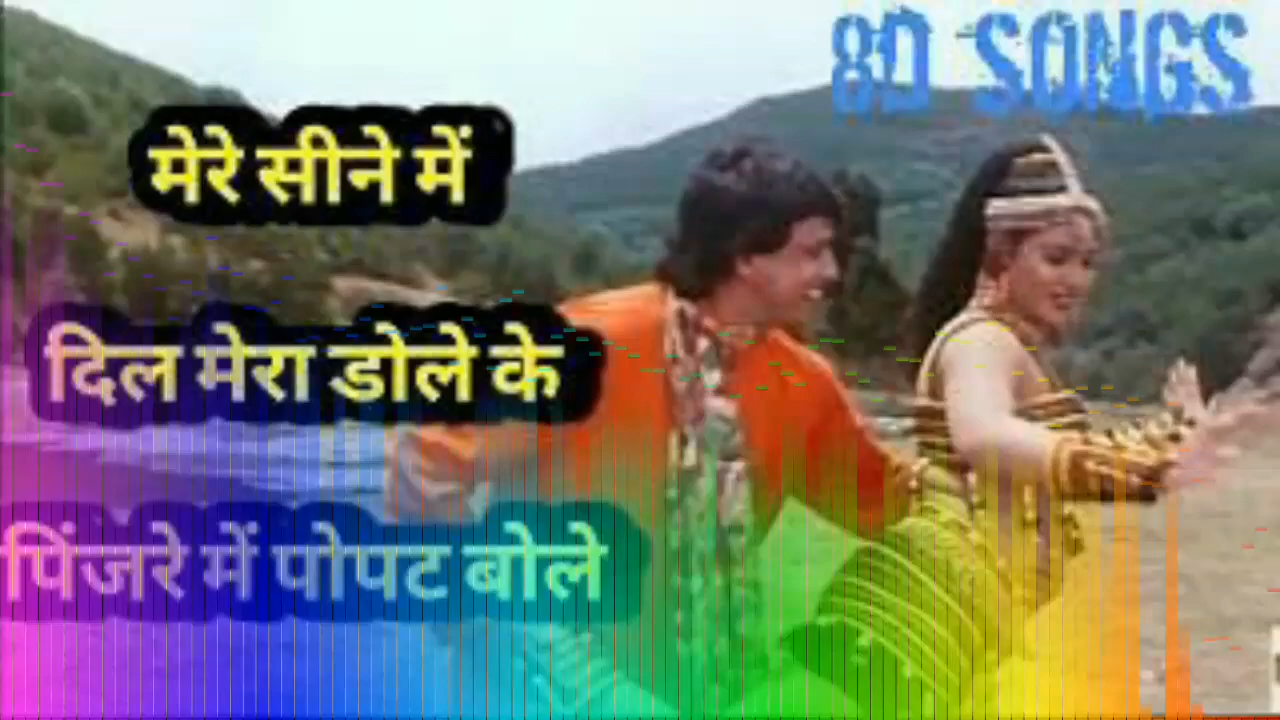 8D SONGS
मेरे सीने में
दिल मेरा डोले के
पिंजरे में पोपट बोले